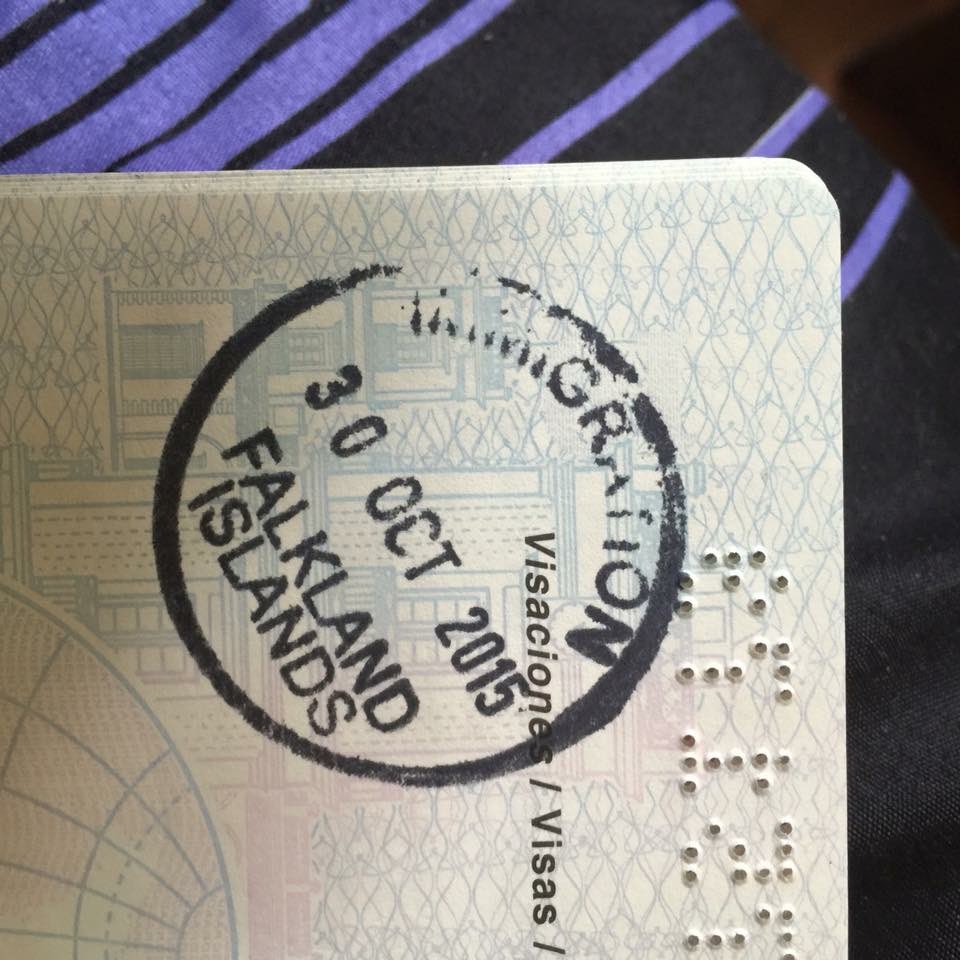 IMMIGRATION
30 OCT 2015
FALKLAND
ISLANDS
Visaciones / Visas /